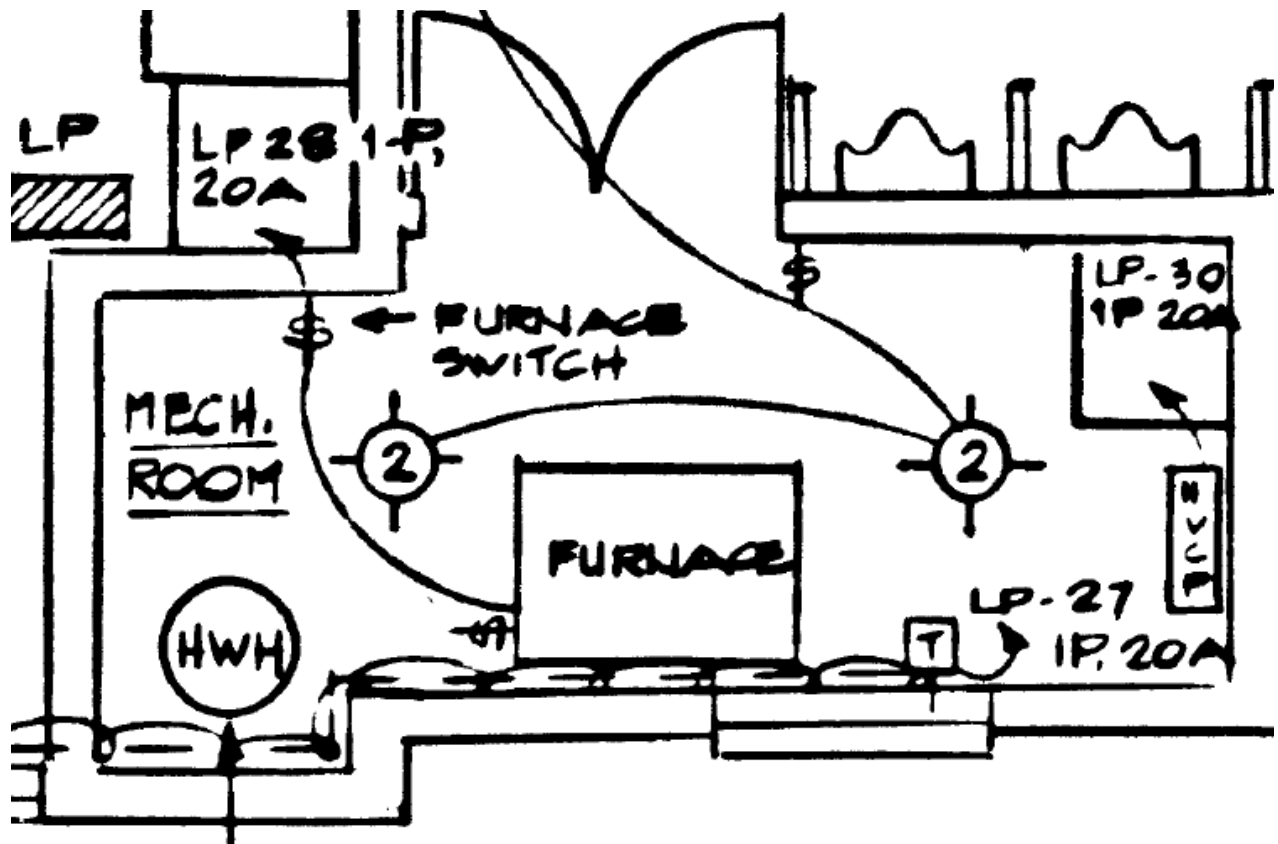 LP
LP 28 1-P,
20A
$
$
FURNACE
SWITCH
LP-30
1P 20A
MECH.
ROOM
2
2
FURNACE
HVCP
LP-27
1P. 20A
T
HWH